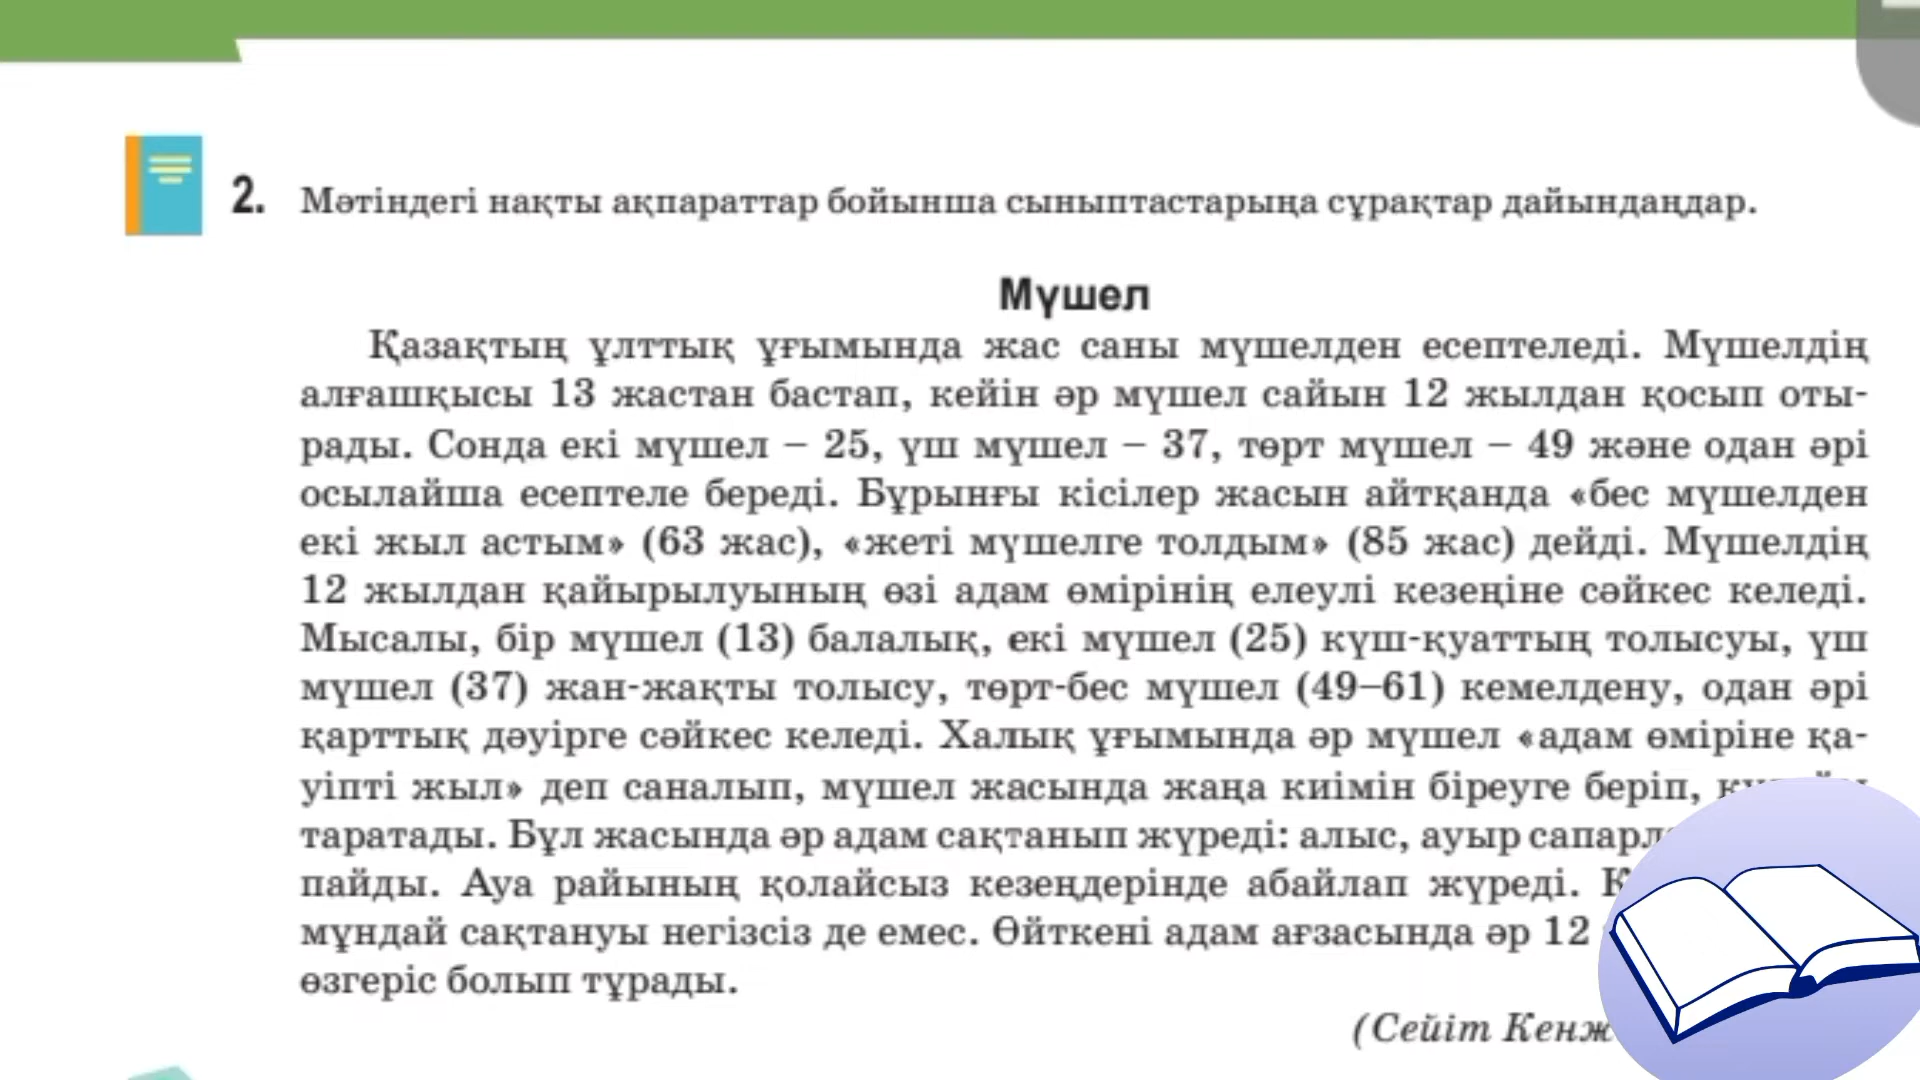 2. Мәтіндегі нақты ақпараттар бойынша сыныптастарыңа сұрақтар дайындаңдар.
Мүшел
Қазақтың ұлттық ұғымында жас саны мүшелден есептеледі. Мүшелдің
алғашқысы 13 жастан бастап, кейін әр мүшел сайын 12 жылдан қосып оты-
рады. Сонда екі мүшел – 25, үш мүшел – 37, төрт мүшел – 49 және одан әрі
осылайша есептеле береді. Бұрынғы кісілер жасын айтқанда «бес мүшелден
екі жыл астым» (63 жас), «жеті мүшелге толдым» (85 жас) дейді. Мүшелдің
12 жылдан қайырылуының өзі адам өмірінің елеулі кезеңіне сәйкес келеді.
Мысалы, бір мүшел (13) балалық, екі мүшел (25) күш-қуаттың толысуы, үш
мүшел (37) жан-жақты толысу, төрт-бес мүшел (49–61) кемелдену, одан әрі
қарттық дәуірге сәйкес келеді. Халық ұғымында әр мүшел «адам өміріне қа-
уіпті жыл» деп саналып, мүшел жасында жаңа киімін біреуге беріп,
таратады. Бұл жасында әр адам сақтанып жүреді: алыс, ауыр
пайды. Ауа райының қолайсыз кезеңдерінде абайлап жүреді.
мұндай сақтануы негізсіз де емес. Өйткені адам ағзасында әр 12
өзгеріс болып тұрады.
(Сейіт